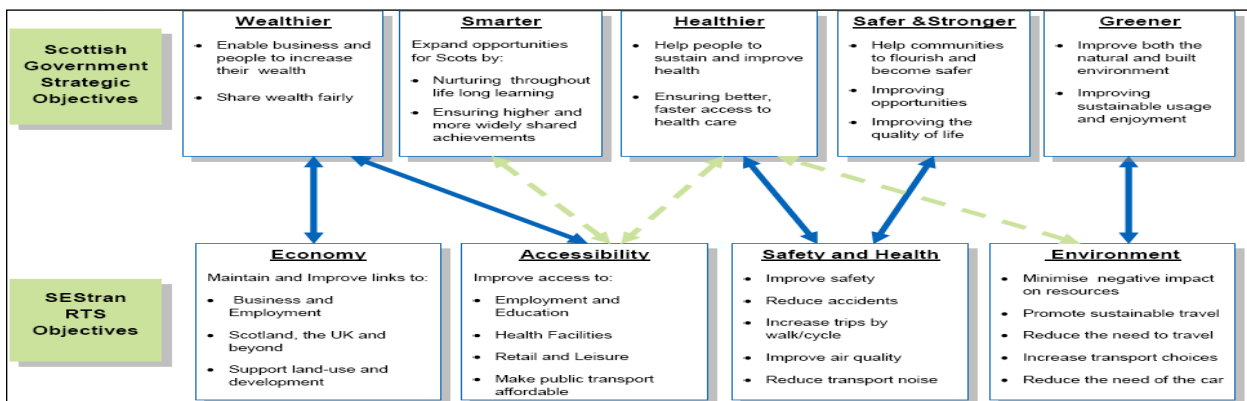 Scottish
Government
Strategic
Objectives
Wealthier
• Enable business and
people to increase
their wealth
• Share wealth fairly
Smarter
Expand opportunities
for Scots by:
• Nurturing throughout
life long learning
• Ensuring higher and
more widely shared
achievements
Healthier
• Help people to
sustain and improve
health
• Ensuring better,
faster access to
health care
Safer &Stronger
• Help communities
to flourish and
become safer
• Improving
opportunities
• Improving the
quality of life
Greener
• Improve both the
natural and built
environment
• Improving
sustainable usage
and enjoyment
SEStran
RTS
Objectives
Economy
Maintain and Improve links to:
• Business and
Employment
• Scotland, the UK and
beyond
• Support land-use and
development
Accessibility
Improve access to:
• Employment and
Education
• Health Facilities
• Retail and Leisure
• Make public transport
affordable
Safety and Health
• Improve safety
• Reduce accidents
• Increase trips by
walk/cycle
• Improve air quality
• Reduce transport noise
Environment
• Minimise negative impact
on resources
• Promote sustainable travel
• Reduce the need to travel
• Increase transport choices
• Reduce the need of the car